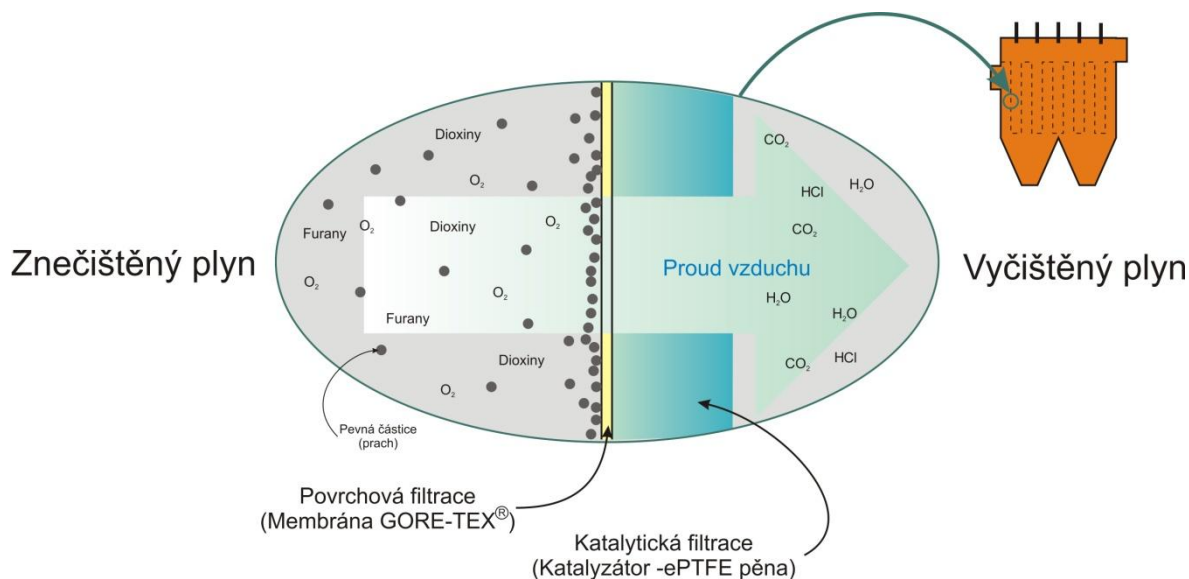 Znečištěný plyn
Dioxiny
O₂
Furany
O₂
Dioxiny
O₂
O₂
O₂
Furany
Dioxiny
O₂
Pevná částice
(prach)
Povrchová filtrace
(Membrána GORE-TEX®)
Proud vzduchu
Katalytická filtrace
(Katalyzátor -ePTFE pěna)
CO₂
HCl
H₂O
CO₂
H₂O
H₂O
CO₂
HCl
Vyčištěný plyn